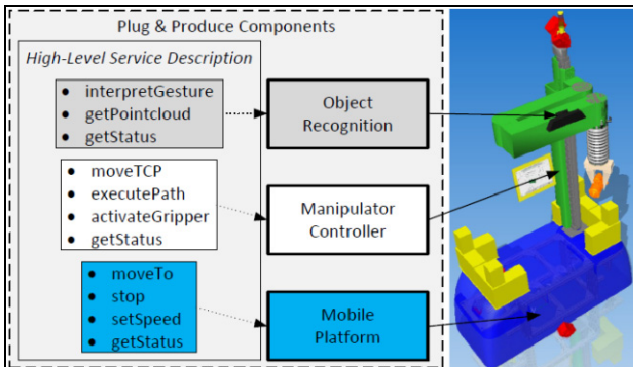 Plug & Produce Components
High-Level Service Description
• interpretGesture
• getPointcloud
• getStatus
Object
Recognition
• moveTCP
• executePath
• activateGripper
• getStatus
Manipulator
Controller
• moveTo
• stop
• setSpeed
• getStatus
Mobile
Platform